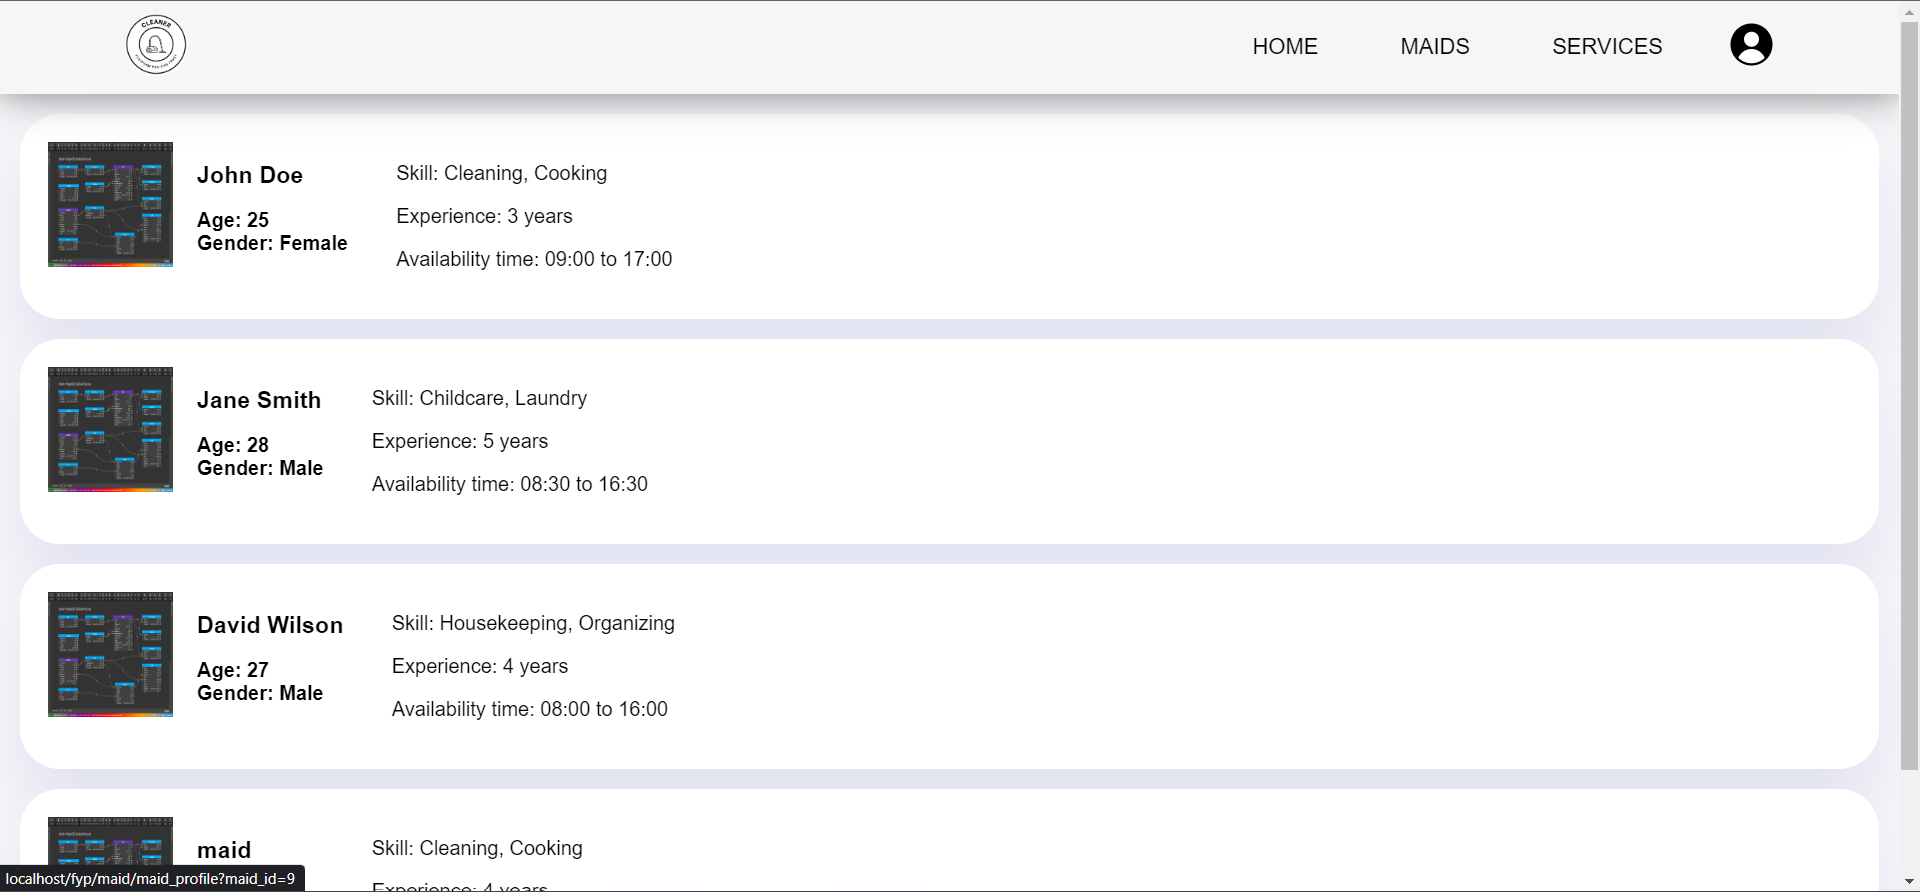 CLEANER
HOME
MAIDS
SERVICES
John Doe
Age: 25
Gender: Female
Skill: Cleaning, Cooking
Experience: 3 years
Availability time: 09:00 to 17:00
Jane Smith
Age: 28
Gender: Male
Skill: Childcare, Laundry
Experience: 5 years
Availability time: 08:30 to 16:30
David Wilson
Age: 27
Gender: Male
Skill: Housekeeping, Organizing
Experience: 4 years
Availability time: 08:00 to 16:00
maid
Skill: Cleaning, Cooking
Experience: 4 years
localhost/fyp/maid/maid_profile?maid_id=9